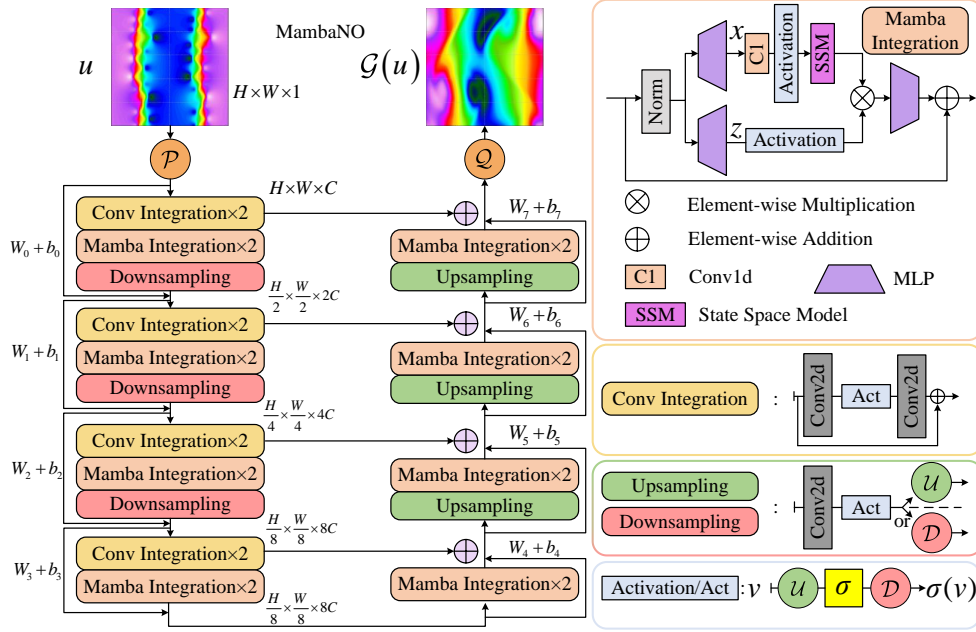 MambaNO
u
H×W×1
𝒢(u)
𝒫
𝒬
H×W×C
Conv Integration×2
Mamba Integration×2
Downsampling
W₀+b₀
H/2 × W/2 × 2C
Conv Integration×2
Mamba Integration×2
Downsampling
W₁+b₁
H/4 × W/4 × 4C
Conv Integration×2
Mamba Integration×2
Downsampling
W₂+b₂
H/8 × W/8 × 8C
Conv Integration×2
Mamba Integration×2
W₃+b₃
H/8 × W/8 × 8C
W₇+b₇
Mamba Integration×2
Upsampling
W₆+b₆
Mamba Integration×2
Upsampling
W₅+b₅
Mamba Integration×2
Upsampling
W₄+b₄
Mamba Integration×2
Norm
x
C1
Activation
SSM
Mamba
Integration
z
Activation
Element-wise Multiplication
Element-wise Addition
C1
Conv1d
MLP
SSM
State Space Model
Conv Integration
:
Conv2d
Act
Conv2d
Upsampling
Downsampling
:
Conv2d
Act
or
𝒰
𝒟
Activation/Act
:
v
𝒰
σ
𝒟
σ(v)